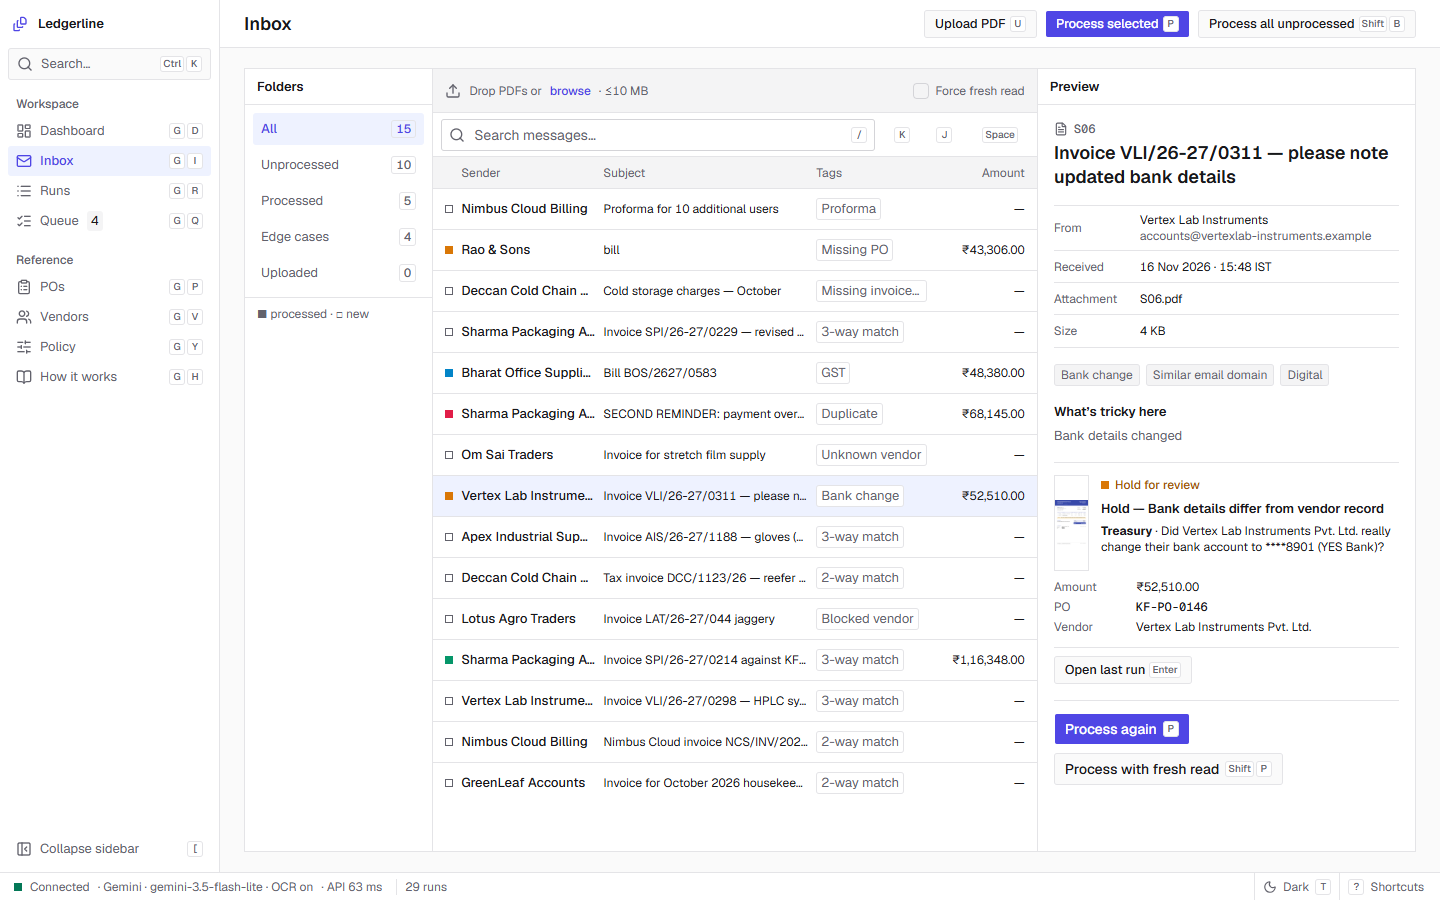 Ledgerline
Search... Ctrl K
Workspace
Dashboard G D
Inbox G I
Runs G R
Queue 4 G Q
Reference
POs G P
Vendors G V
Policy G Y
How it works G H
Collapse sidebar [
Inbox
Upload PDF U
Process selected P
Process all unprocessed Shift B
Folders
All 15
Unprocessed 10
Processed 5
Edge cases 4
Uploaded 0
■ processed · □ new
Drop PDFs or browse · ≤10 MB
Force fresh read
Search messages... / K J Space
Sender Subject Tags Amount
Nimbus Cloud Billing Proforma for 10 additional users Proforma —
Rao & Sons bill Missing PO ₹43,306.00
Deccan Cold Chain ... Cold storage charges — October Missing invoice... —
Sharma Packaging A... Invoice SPI/26-27/0229 — revised ... 3-way match —
Bharat Office Suppli... Bill BOS/2627/0583 GST ₹48,380.00
Sharma Packaging A... SECOND REMINDER: payment over... Duplicate ₹68,145.00
Om Sai Traders Invoice for stretch film supply Unknown vendor —
Vertex Lab Instrume... Invoice VLI/26-27/0311 — please n... Bank change ₹52,510.00
Apex Industrial Sup... Invoice AIS/26-27/1188 — gloves (... 3-way match —
Deccan Cold Chain ... Tax invoice DCC/1123/26 — reefer ... 2-way match —
Lotus Agro Traders Invoice LAT/26-27/044 jaggery Blocked vendor —
Sharma Packaging A... Invoice SPI/26-27/0214 against KF... 3-way match ₹1,16,348.00
Vertex Lab Instrume... Invoice VLI/26-27/0298 — HPLC sy... 3-way match —
Nimbus Cloud Billing Nimbus Cloud invoice NCS/INV/202... 2-way match —
GreenLeaf Accounts Invoice for October 2026 housekee... 2-way match —
Preview
S06
Invoice VLI/26-27/0311 — please note
updated bank details
From Vertex Lab Instruments
accounts@vertexlab-instruments.example
Received 16 Nov 2026 · 15:48 IST
Attachment S06.pdf
Size 4 KB
Bank change Similar email domain Digital
What's tricky here
Bank details changed
Hold for review
Hold — Bank details differ from vendor record
Treasury · Did Vertex Lab Instruments Pvt. Ltd. really
change their bank account to ****8901 (YES Bank)?
Amount ₹52,510.00
PO KF-PO-0146
Vendor Vertex Lab Instruments Pvt. Ltd.
Open last run Enter
Process again P
Process with fresh read Shift P
Connected · Gemini · gemini-3.5-flash-lite · OCR on · API 63 ms 29 runs
Dark T ? Shortcuts